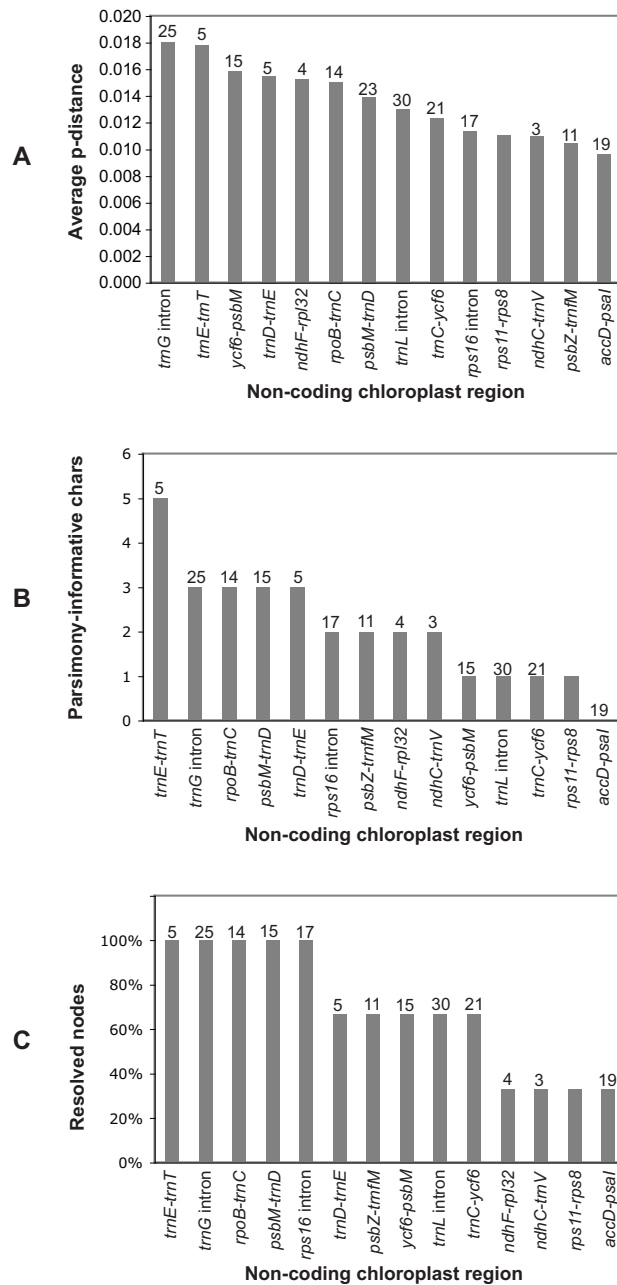 A
Average p-distance
0.020
0.018
0.016
0.014
0.012
0.010
0.008
0.006
0.004
0.002
0.000
25
5
15
5
4
14
23
30
21
17
3
11
19
trnG intron
trnE-trnT
ycf6-psbM
trnD-trnE
ndhF-rpl32
rpoB-trnC
psbM-trnD
trnL intron
trnC-ycf6
rps16 intron
rps11-rps8
ndhC-trnV
psbZ-trnfM
accD-psaI
Non-coding chloroplast region
B
Parsimony-informative chars
6
5
4
3
2
1
0
5
25
14
15
5
17
11
4
3
15
30
21
19
trnE-trnT
trnG intron
rpoB-trnC
psbM-trnD
trnD-trnE
rps16 intron
psbZ-trnfM
ndhF-rpl32
ndhC-trnV
ycf6-psbM
trnL intron
trnC-ycf6
rps11-rps8
accD-psaI
Non-coding chloroplast region
C
Resolved nodes
100%
80%
60%
40%
20%
0%
5
25
14
15
17
5
11
15
30
21
4
3
19
trnE-trnT
trnG intron
rpoB-trnC
psbM-trnD
rps16 intron
trnD-trnE
psbZ-trnfM
ycf6-psbM
trnL intron
trnC-ycf6
ndhF-rpl32
ndhC-trnV
rps11-rps8
accD-psaI
Non-coding chloroplast region